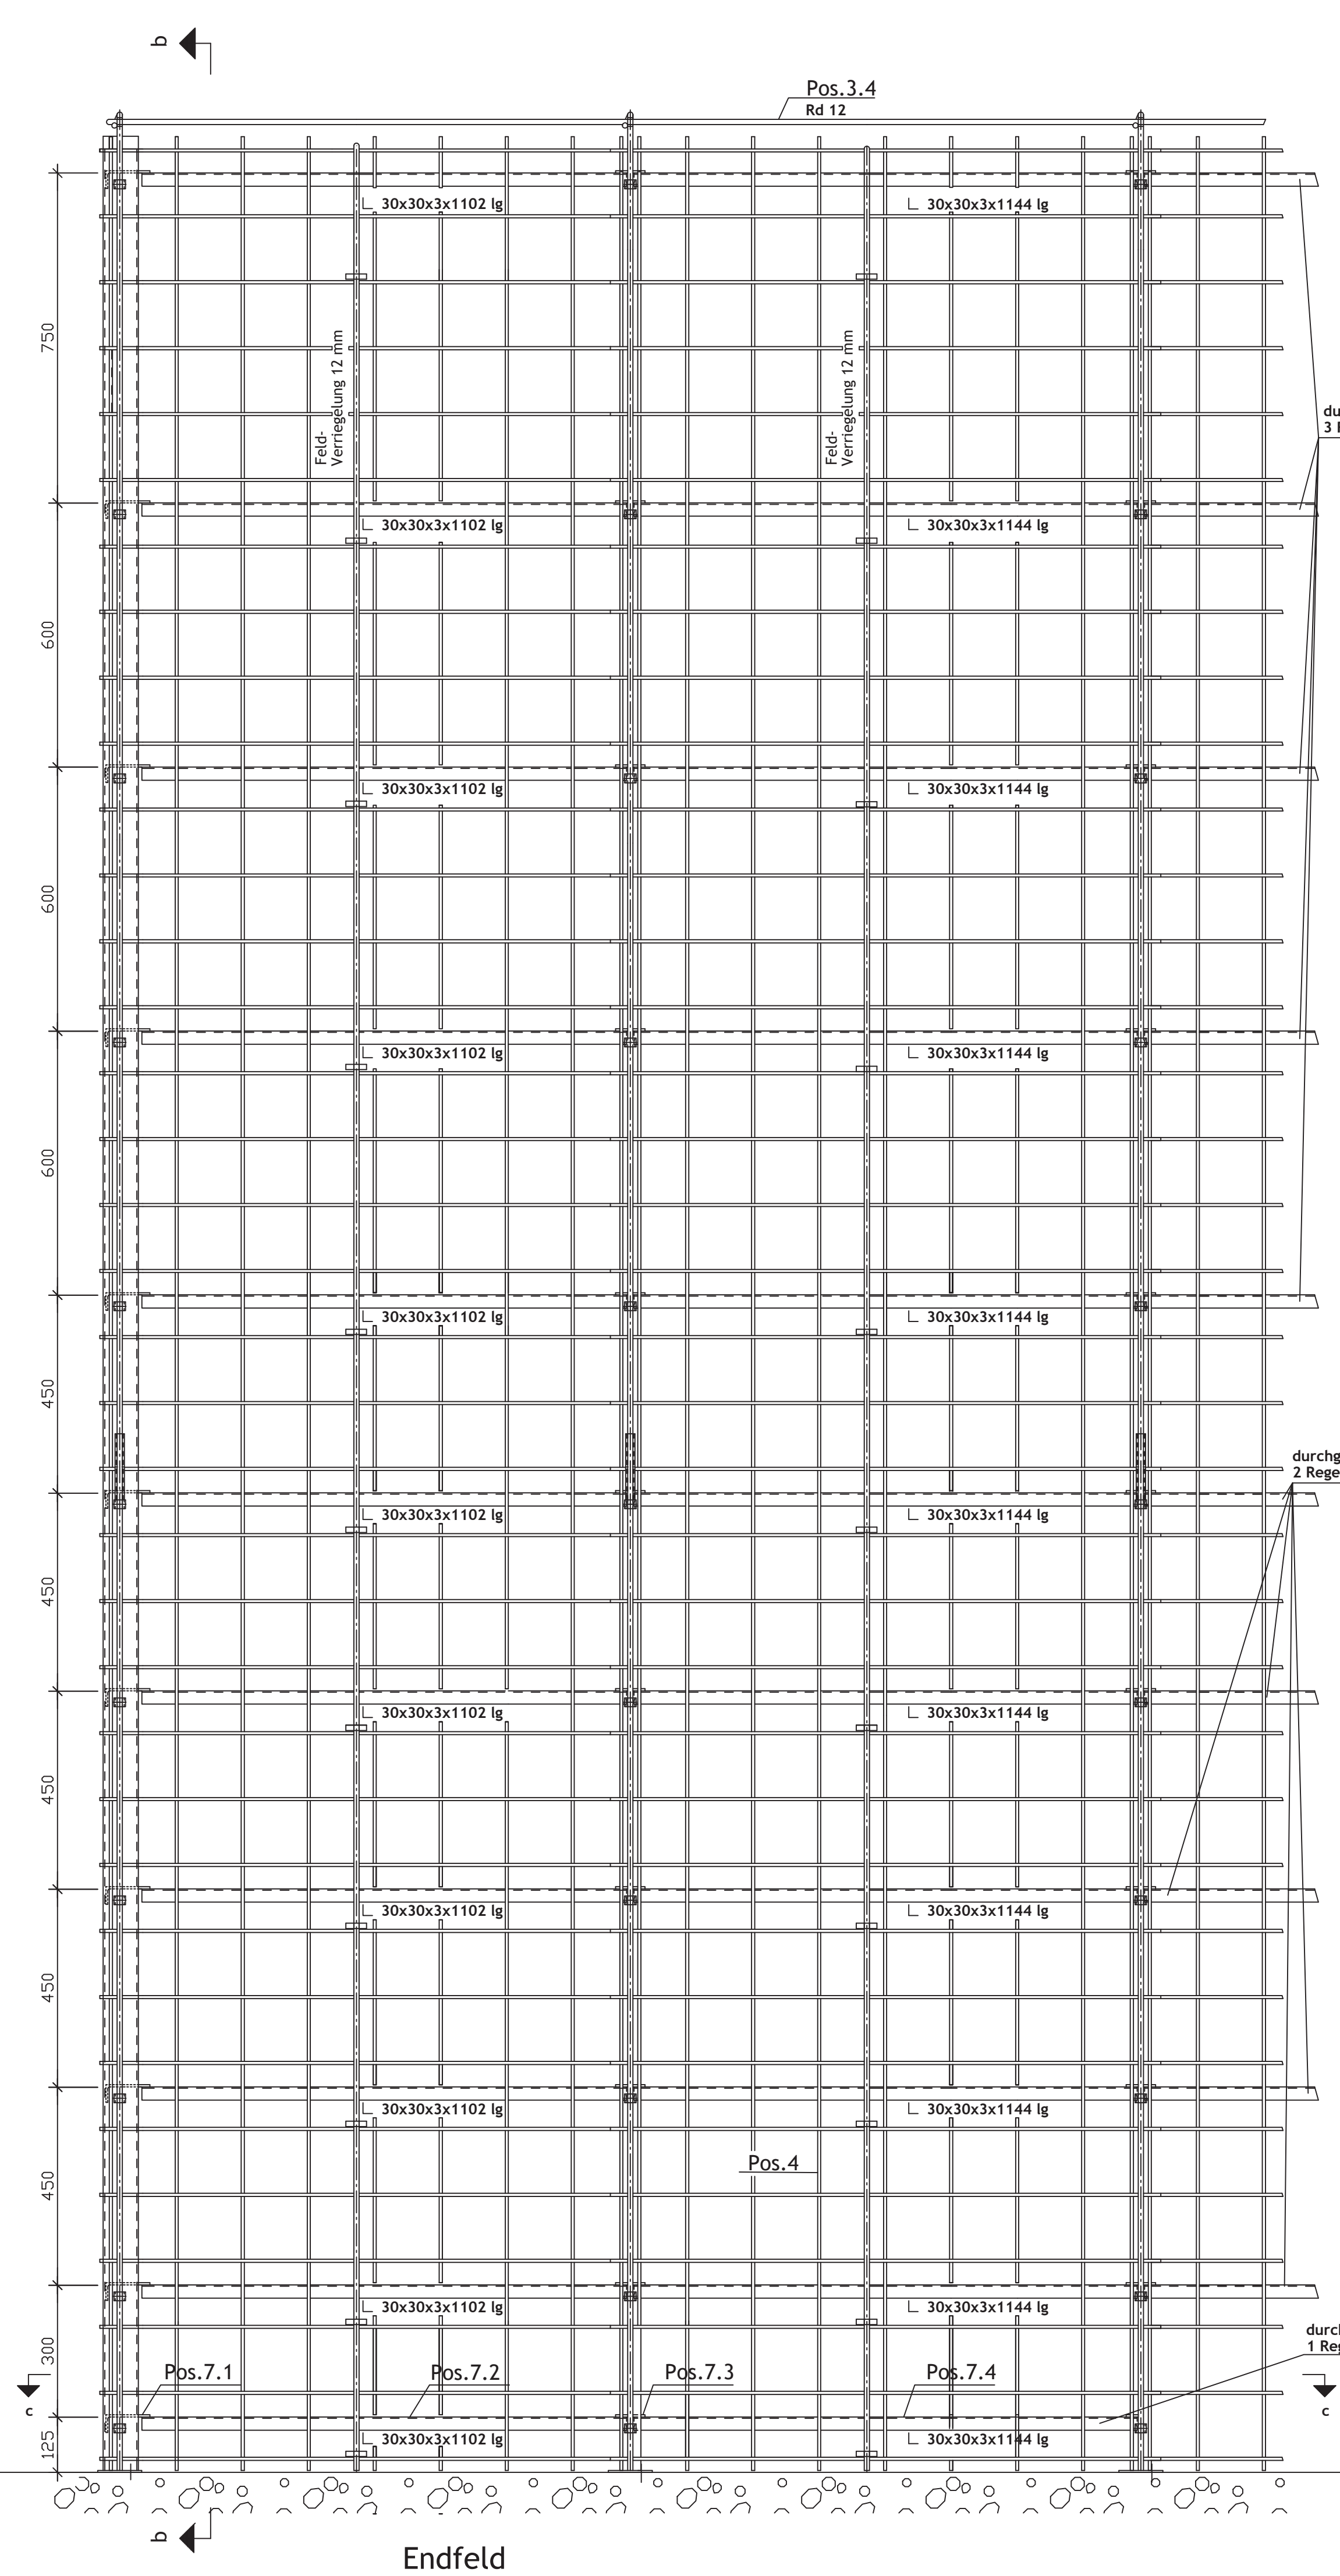 b
Pos.3.4
Rd 12
30x30x3x1102 lg
30x30x3x1144 lg
750
Feld-
Verriegelung 12 mm
Feld-
Verriegelung 12 mm
3
30x30x3x1102 lg
30x30x3x1144 lg
600
30x30x3x1102 lg
30x30x3x1144 lg
600
30x30x3x1102 lg
30x30x3x1144 lg
600
30x30x3x1102 lg
30x30x3x1144 lg
450
2
30x30x3x1102 lg
30x30x3x1144 lg
450
30x30x3x1102 lg
30x30x3x1144 lg
450
30x30x3x1102 lg
30x30x3x1144 lg
450
30x30x3x1102 lg
30x30x3x1144 lg
Pos.4
450
30x30x3x1102 lg
30x30x3x1144 lg
300
1
Pos.7.1
Pos.7.2
Pos.7.3
Pos.7.4
c
c
125
30x30x3x1102 lg
30x30x3x1144 lg
b
Endfeld